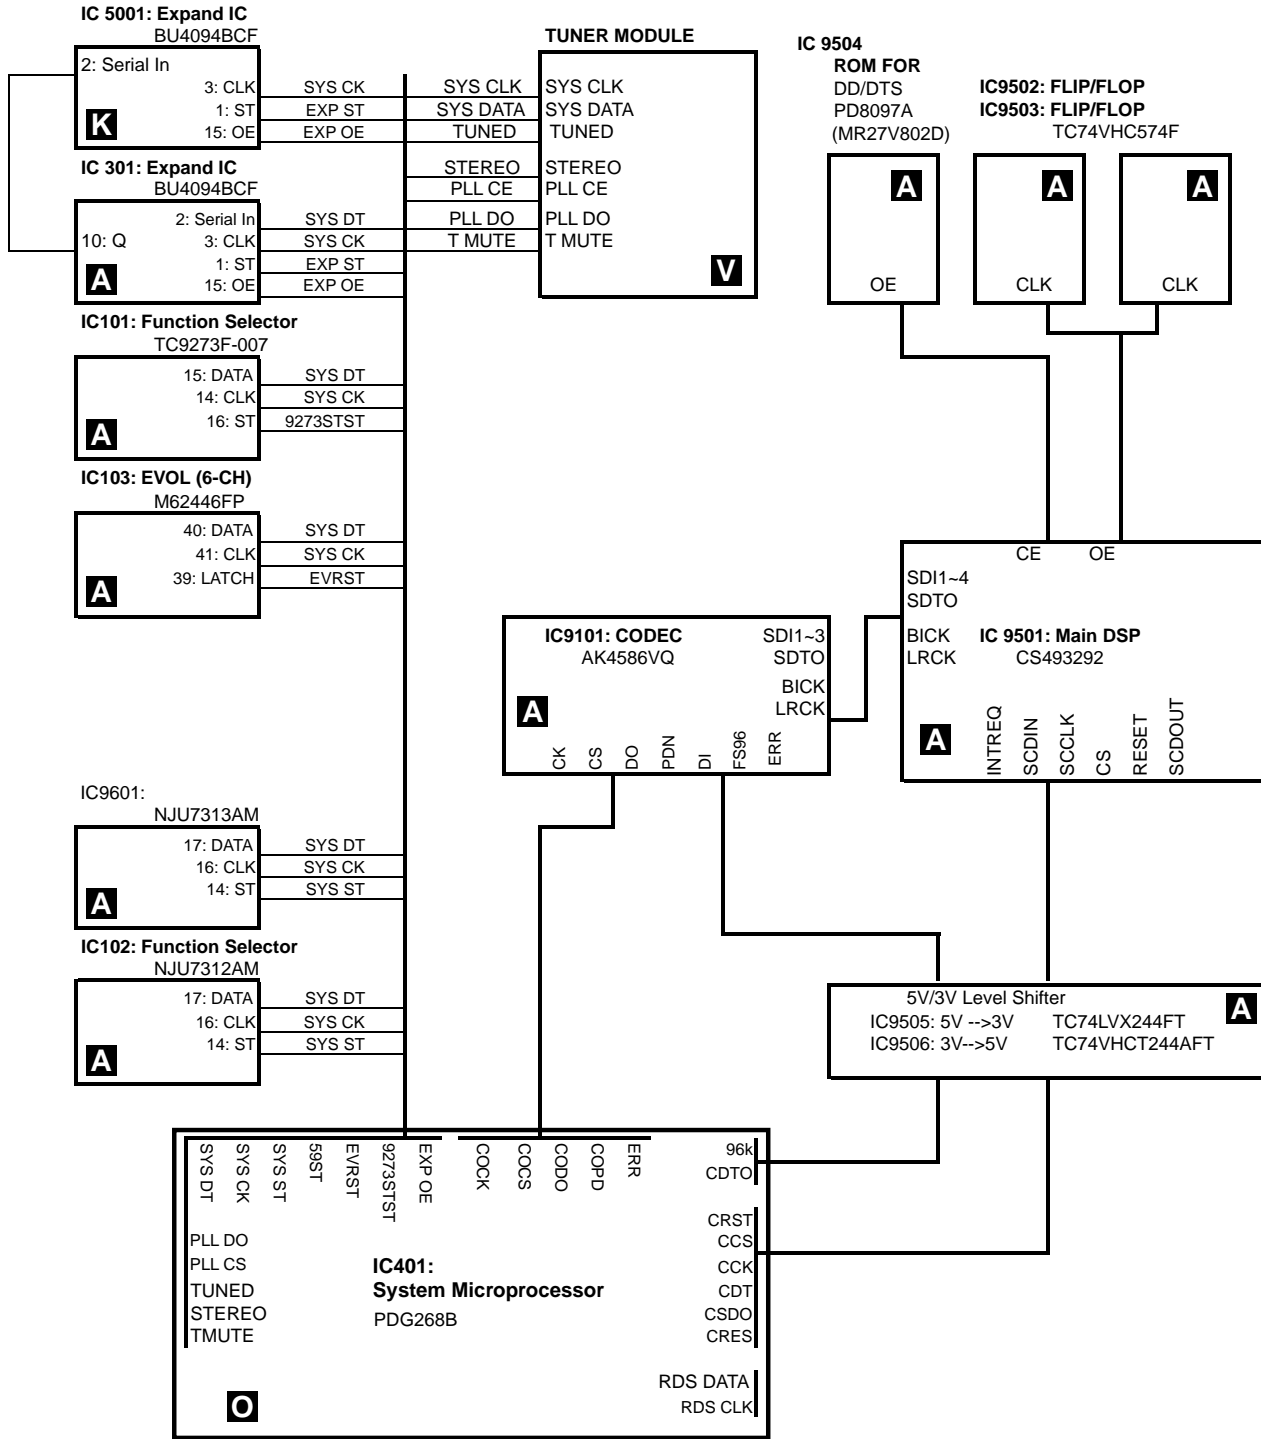 IC 5001: Expand IC
BU4094BCF
2: Serial In
3: CLK SYS CK
1: ST EXP ST
15: OE EXP OE
K
IC 301: Expand IC
BU4094BCF
2: Serial In SYS DT
10: Q 3: CLK SYS CK
1: ST EXP ST
15: OE EXP OE
A
IC101: Function Selector
TC9273F-007
15: DATA SYS DT
14: CLK SYS CK
16: ST 9273STST
A
IC103: EVOL (6-CH)
M62446FP
40: DATA SYS DT
41: CLK SYS CK
39: LATCH EVRST
A
IC9601:
NJU7313AM
17: DATA SYS DT
16: CLK SYS CK
14: ST SYS ST
A
IC102: Function Selector
NJU7312AM
17: DATA SYS DT
16: CLK SYS CK
14: ST SYS ST
A
TUNER MODULE
SYS CLK SYS CLK
SYS DATA SYS DATA
TUNED TUNED
STEREO STEREO
PLL CE PLL CE
PLL DO PLL DO
T MUTE T MUTE
V
IC 9504
ROM FOR
DD/DTS
PD8097A
(MR27V802D)
A
OE
IC9502: FLIP/FLOP
IC9503: FLIP/FLOP
TC74VHC574F
A
CLK
A
CLK
CE OE
SDI1~4
SDTO
BICK
LRCK
IC 9501: Main DSP
CS493292
A
INTREQ
SCDIN
SCCLK
CS
RESET
SCDOUT
IC9101: CODEC
AK4586VQ
SDI1~3
SDTO
BICK
LRCK
A
CK
CS
DO
PDN
DI
FS96
ERR
5V/3V Level Shifter
IC9505: 5V -->3V TC74LVX244FT
IC9506: 3V-->5V TC74VHCT244AFT
A
SYS DT
SYS CK
SYS ST
59ST
EVRST
9273STST
EXP OE
COCK
COCS
CODO
COPD
ERR
96k
CDTO
CRST
CCS
CCK
CDT
CSDO
CRES
RDS DATA
RDS CLK
PLL DO
PLL CS
TUNED
STEREO
TMUTE
IC401:
System Microprocessor
PDG268B
O